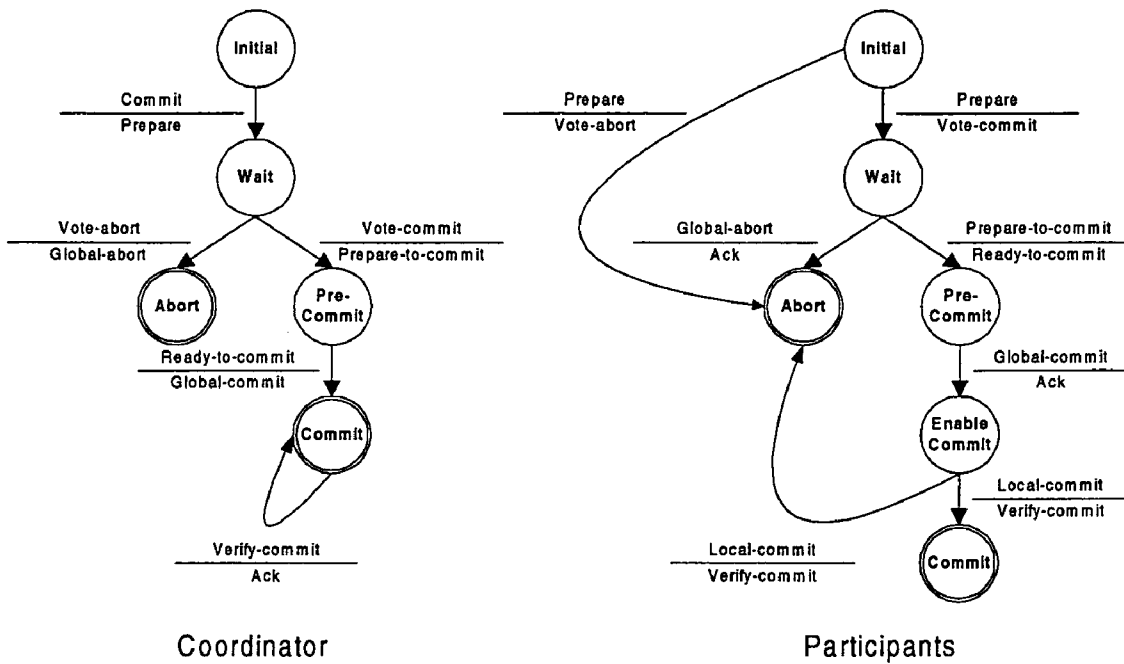 Initial
Commit
Prepare
Wait
Vote-abort
Global-abort
Vote-commit
Prepare-to-commit
Abort
Pre-
Commit
Ready-to-commit
Global-commit
Commit
Verify-commit
Ack
Coordinator
Initial
Prepare
Vote-abort
Prepare
Vote-commit
Wait
Global-abort
Ack
Prepare-to-commit
Ready-to-commit
Abort
Pre-
Commit
Global-commit
Ack
Enable
Commit
Local-commit
Verify-commit
Local-commit
Verify-commit
Commit
Participants